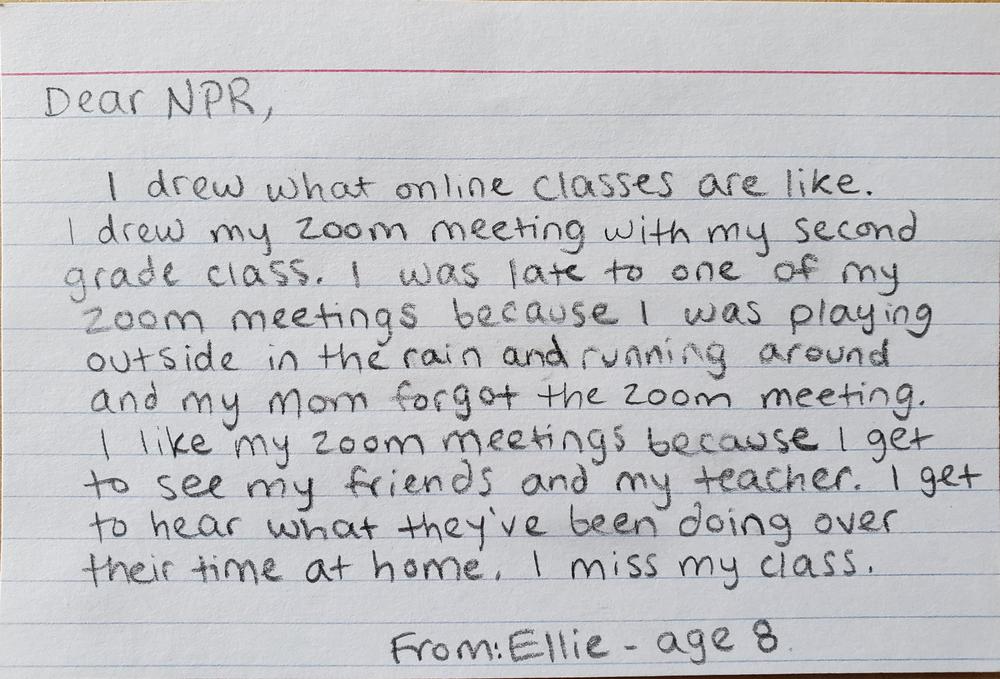 Dear NPR,
I drew what online classes are like.
I drew my zoom meeting with my second
grade class. I was late to one of my
zoom meetings because I was playing
outside in the rain and running around
and my Mom forgot the zoom meeting.
I like my zoom meetings because I get
to see my friends and my teacher. I get
to hear what they've been doing over
their time at home. I miss my class.
From: Ellie - age 8